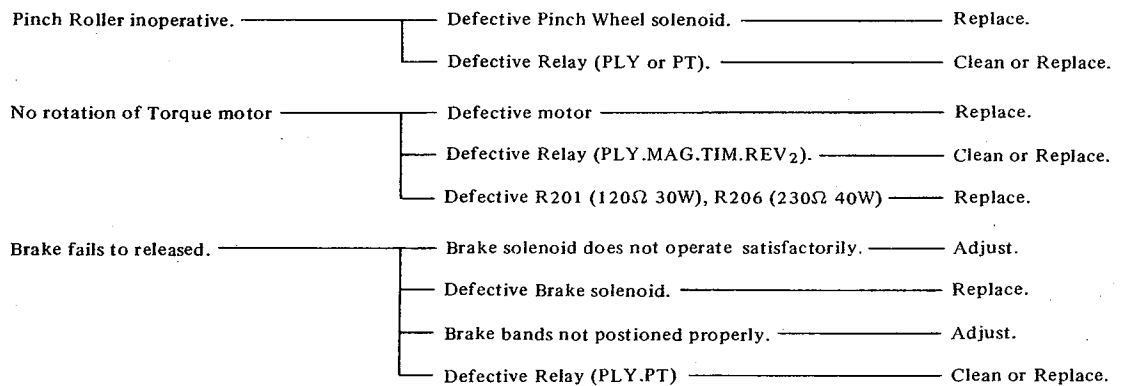 Pinch Roller inoperative. Defective Pinch Wheel solenoid. Replace.
Defective Relay (PLY or PT). Clean or Replace.
No rotation of Torque motor Defective motor Replace.
Defective Relay (PLY.MAG.TIM.REV₂). Clean or Replace.
Defective R201 (120Ω 30W), R206 (230Ω 40W) Replace.
Brake fails to released. Brake solenoid does not operate satisfactorily. Adjust.
Defective Brake solenoid. Replace.
Brake bands not postioned properly. Adjust.
Defective Relay (PLY.PT) Clean or Replace.